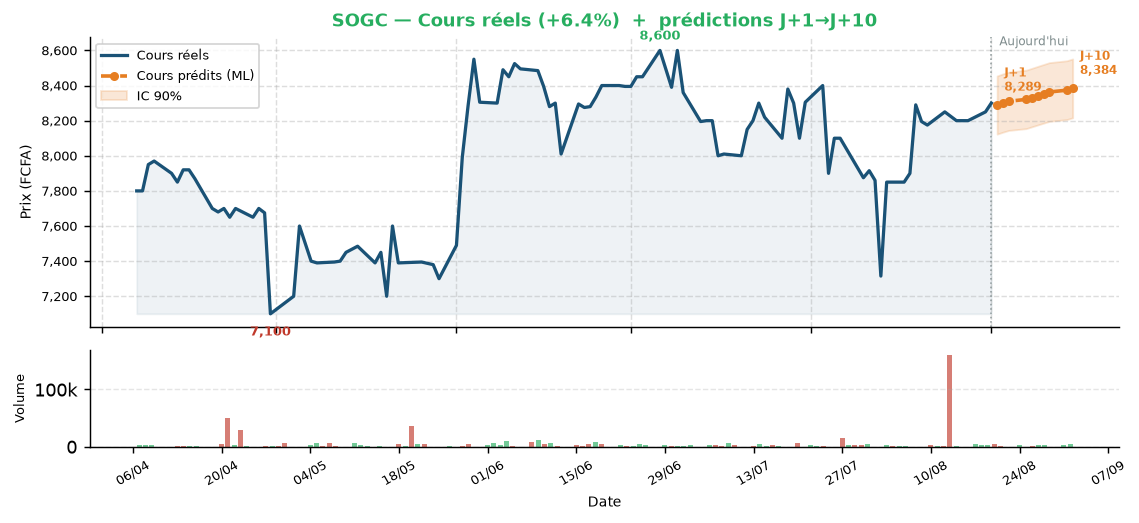 SOGC — Cours réels (+6.4%)  +  prédictions J+1→J+10
8,600
Aujourd'hui
Cours réels
Cours prédits (ML)
IC 90%
J+1
8,289
J+10
8,384
Prix (FCFA)
8,600
8,400
8,200
8,000
7,800
7,600
7,400
7,200
7,100
Volume
100k
0
06/04
20/04
04/05
18/05
01/06
15/06
29/06
13/07
27/07
10/08
24/08
07/09
Date